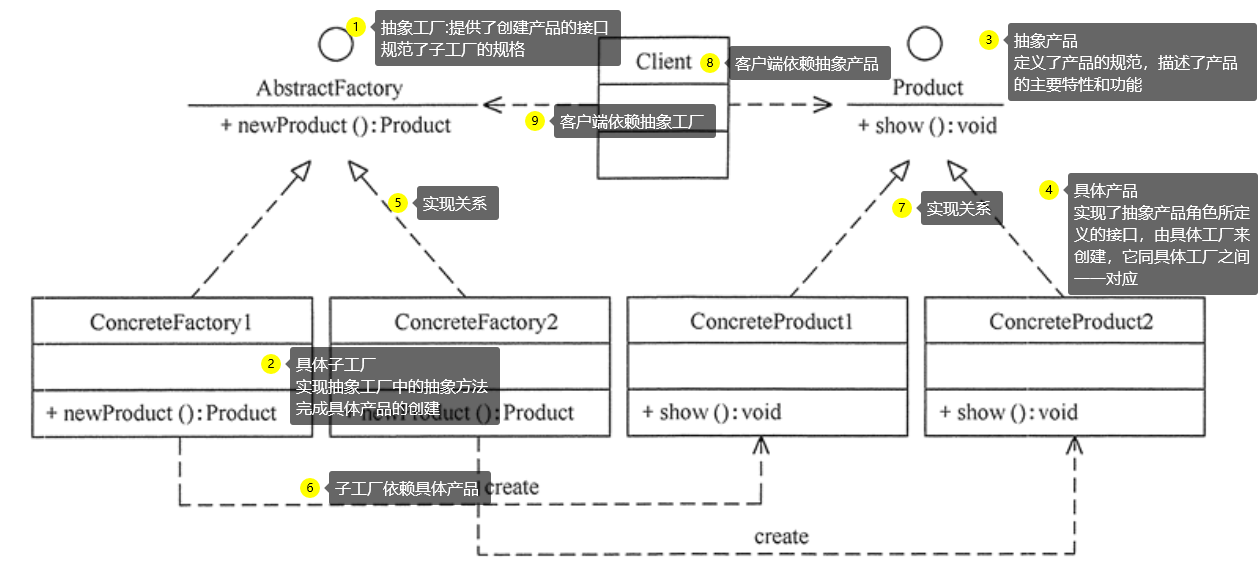 1
抽象工厂:提供了创建产品的接口
规范了子工厂的规格
AbstractFactory
+ newProduct ():Product
Client
8
客户端依赖抽象产品
9
客户端依赖抽象工厂
Product
+ show ():void
3
抽象产品
定义了产品的规范，描述了产品
的主要特性和功能
5
实现关系
7
实现关系
4
具体产品
实现了抽象产品角色所定
义的接口，由具体工厂来
创建，它同具体工厂之间
一一对应
ConcreteFactory1
+ newProduct ():Product
2
具体子工厂
实现抽象工厂中的抽象方法
完成具体产品的创建
ConcreteFactory2
newProduct ():Product
ConcreteProduct1
+ show ():void
ConcreteProduct2
+ show ():void
6
子工厂依赖具体产品
create
create